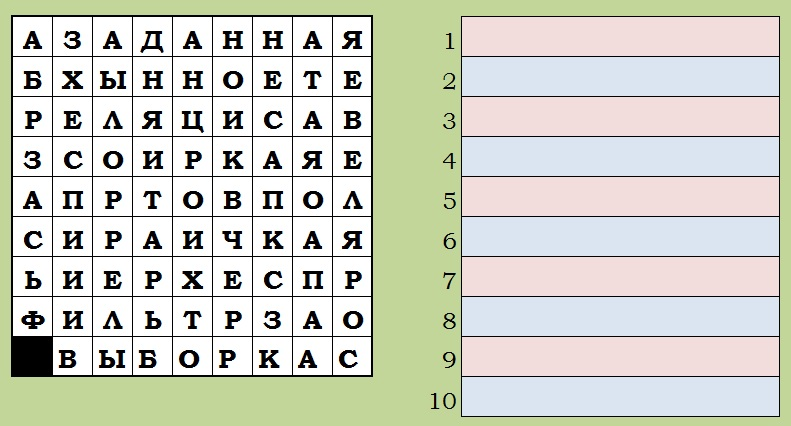 А З А Д А Н Н А Я
Б Х Ы Н Н О Е Т Е
Р Е Л Я Ц И С А В
З С О И Р К А Я Е
А П Р Т О В П О Л
С И Р А И Ч К А Я
Ь И Е Р Х Е С П Р
Ф И Л Ь Т Р З А О
В Ы Б О Р К А С
1
2
3
4
5
6
7
8
9
10